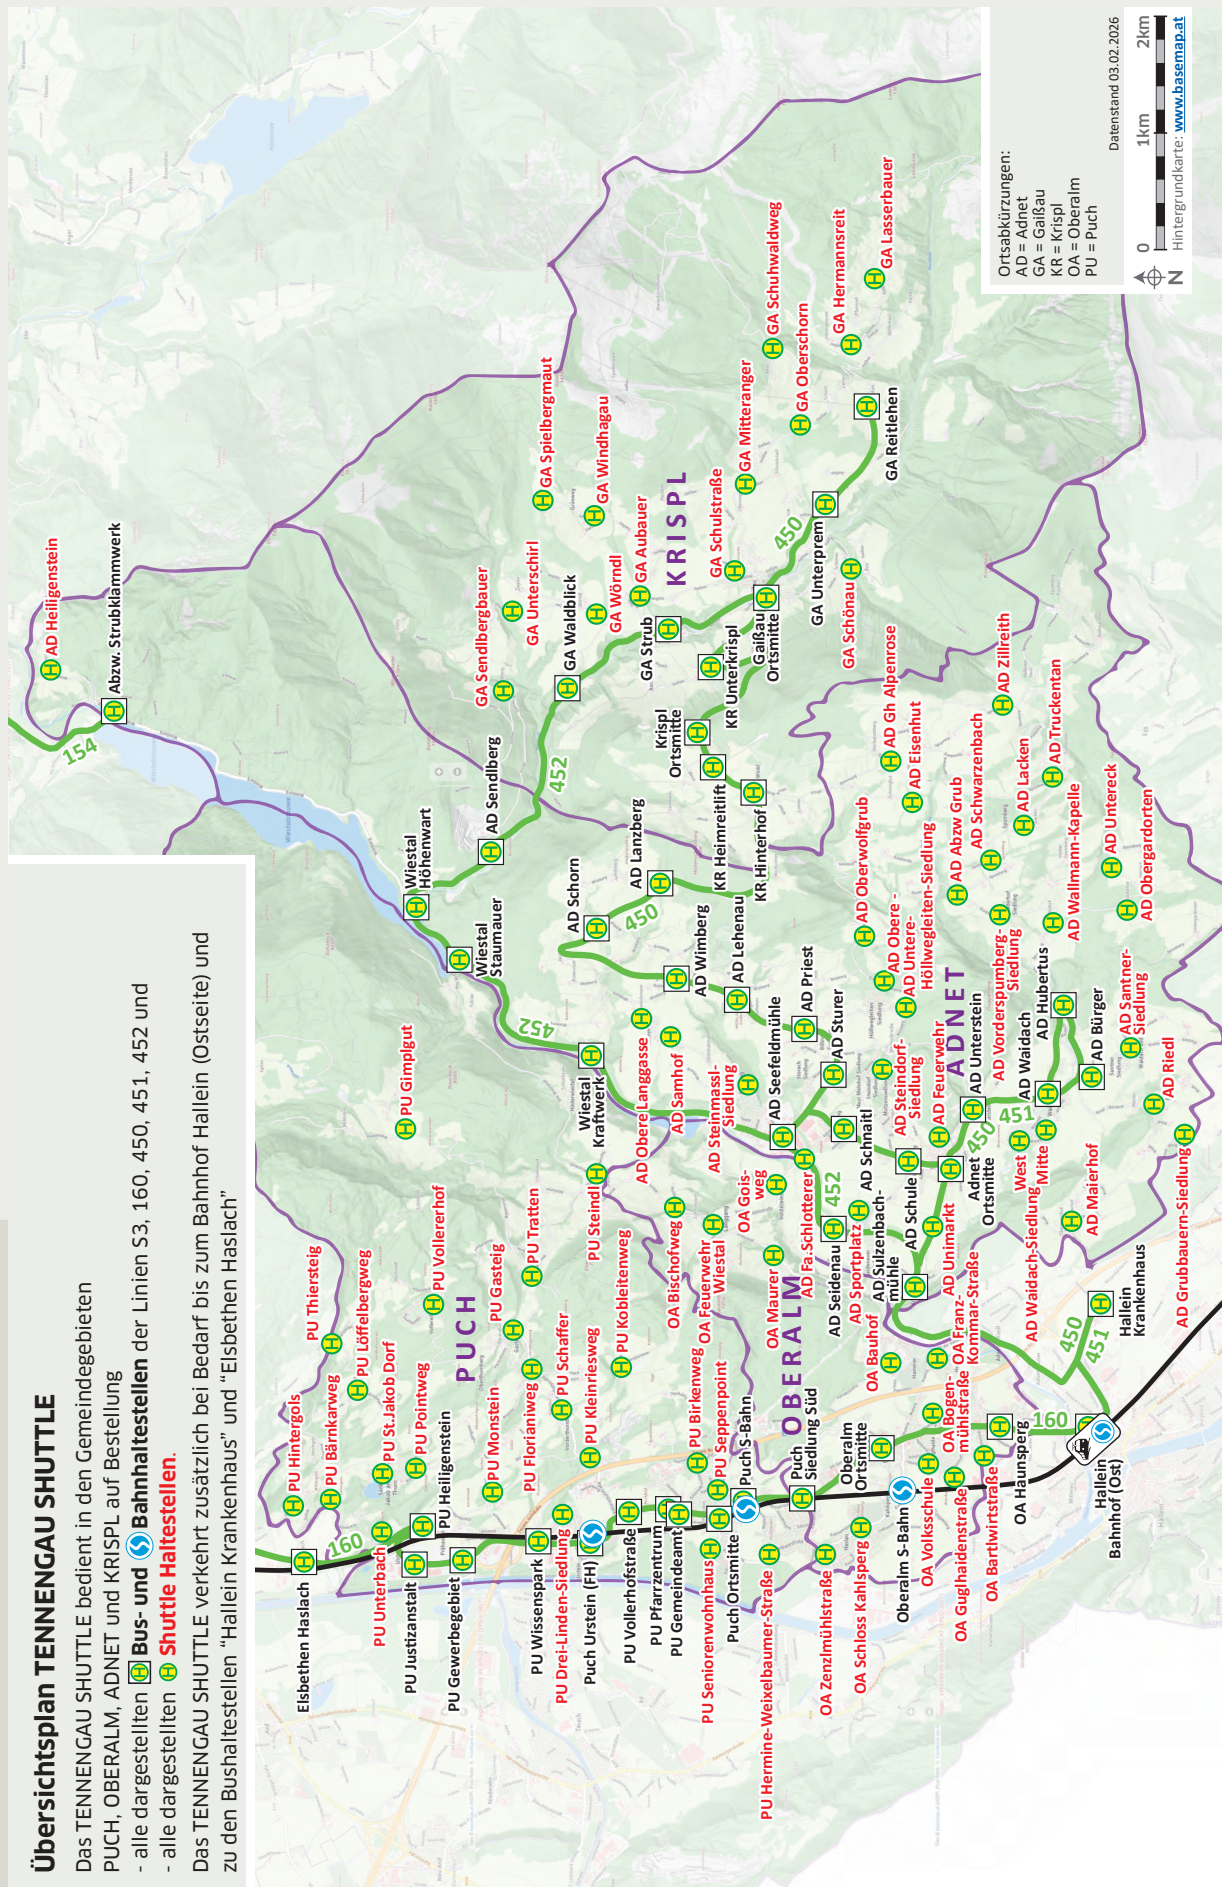 Übersichtsplan TENNENGAU SHUTTLE
Das TENNENGAU SHUTTLE bedient in den Gemeindegebieten
PUCH, OBERALM, ADNET und KRISPL auf Bestellung
- alle dargestellten H Bus- und S Bahnhaltestellen der Linien S3, 160, 450, 451, 452 und
- alle dargestellten H Shuttle Haltestellen.
Das TENNENGAU SHUTTLE verkehrt zusätzlich bei Bedarf bis zum Bahnhof Hallein (Ostseite) und
zu den Bushaltestellen "Hallein Krankenhaus" und "Elsbethen Haslach"
AD Heiligenstein
Abzw. Strubklammwerk
154
Elsbethen Haslach
160
PU Hintergois
PU Bärnkarweg
PU Thiersteig
PU Löffelbergweg
PU St.Jakob Dorf
PU Pointweg
PU Heiligenstein
PU Unterbach
PU Justizanstalt
PU Gewerbegebiet
PU Gimplgut
PU Vollererhof
PUCH
PU Gasteig
PU Tratten
PU Monstein
PU Florianiweg
PU Schaffer
PU Kleinriesweg
PU Kobleitenweg
PU Steindl
PU Wissenspark
PU Drei-Linden-Siedlung
Puch Urstein (FH)
PU Vollerhofstraße
PU Pfarrzentrum
PU Gemeindeamt
PU Seniorenwohnhaus
Puch Ortsmitte
PU Birkenweg
PU Seppenpoint
Puch S-Bahn
PU Hermine-Weixelbaumer-Straße
Puch
Siedlung Süd
Wiestal
Höhenwart
Wiestal
Staumauer
452
Wiestal
Kraftwerk
AD Sendlberg
452
GA Sendlbergbauer
GA Unterschirl
GA Waldblick
GA Spielbergmaut
GA Windhagau
GA Wörndl
GA Aubauer
GA Strub
KRISPL
GA Schulstraße
GA Mitteranger
GA Schuhwaldweg
GA Oberschorn
GA Hermannsreit
GA Lasserbauer
GA Reitlehen
450
GA Unterprem
GA Schönau
Gaißau
Ortsmitte
KR Unterkrispl
Krispl
Ortsmitte
KR Heimreitlift
KR Hinterhof
AD Lanzberg
AD Schorn
450
AD Wimberg
AD Lehenau
AD Priest
AD Sturer
AD Seefeldmühle
AD Obere Langgasse
AD Samhof
AD Steinmassl-
Siedlung
OA Bischofweg
OA Feuerwehr
Wiestal
OA Gois-
weg
OA Maurer
AD Fa.Schlotterer
452
OBERALM
AD Seidenau
AD Sportplatz
AD Sulzenbach-
mühle
AD Schule
AD Schnaitl
AD Steindorf-
Siedlung
AD Feuerwehr
ADNET
AD Unterstein
450
451
Adnet
Ortsmitte
AD Unimarkt
AD Oberwolfgrub
AD Obere -
AD Untere-
Höllwegleiten-Siedlung
AD Gh Alpenrose
AD Eisenhut
AD Abzw Grub
AD Schwarzenbach
AD Zillreith
AD Lacken
AD Truckentan
AD Wallmann-Kapelle
AD Untereck
AD Obergardorten
AD Vorderspumberg-
Siedlung
AD Hubertus
AD Waidach
AD Bürger
AD Santner-
Siedlung
AD Riedl
West
Mitte
AD Waidach-Siedlung
AD Maierhof
AD Grubbauern-Siedlung
OA Bauhof
OA Franz-
Kommar-Straße
OA Bogen-
mühlstraße
Oberalm
Ortsmitte
OA Zenzlmühlstraße
OA Schloss Kahlsperg
Oberalm S-Bahn
OA Volksschule
OA Guglhaidenstraße
OA Bartlwirtstraße
OA Haunsperg
160
450
451
Hallein
Krankenhaus
Hallein
Bahnhof (Ost)
Ortsabkürzungen:
AD = Adnet
GA = Gaißau
KR = Krispl
OA = Oberalm
PU = Puch
Datenstand 03.02.2026
N
0 1km 2km
Hintergrundkarte: www.basemap.at